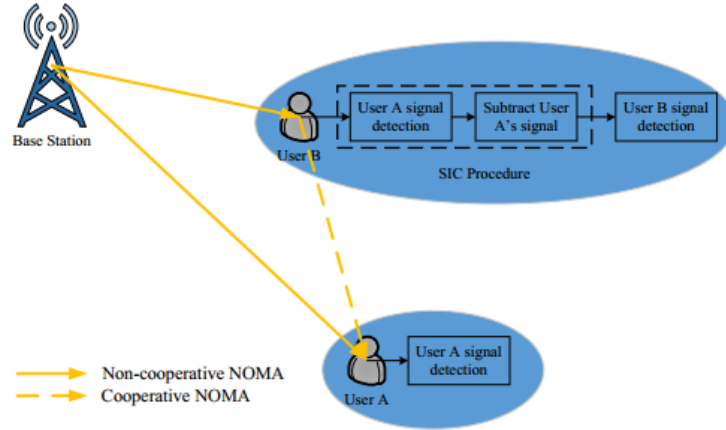 Base Station
User B
User A signal
detection
Subtract User
A's signal
User B signal
detection
SIC Procedure
User A
User A signal
detection
Non-cooperative NOMA
Cooperative NOMA